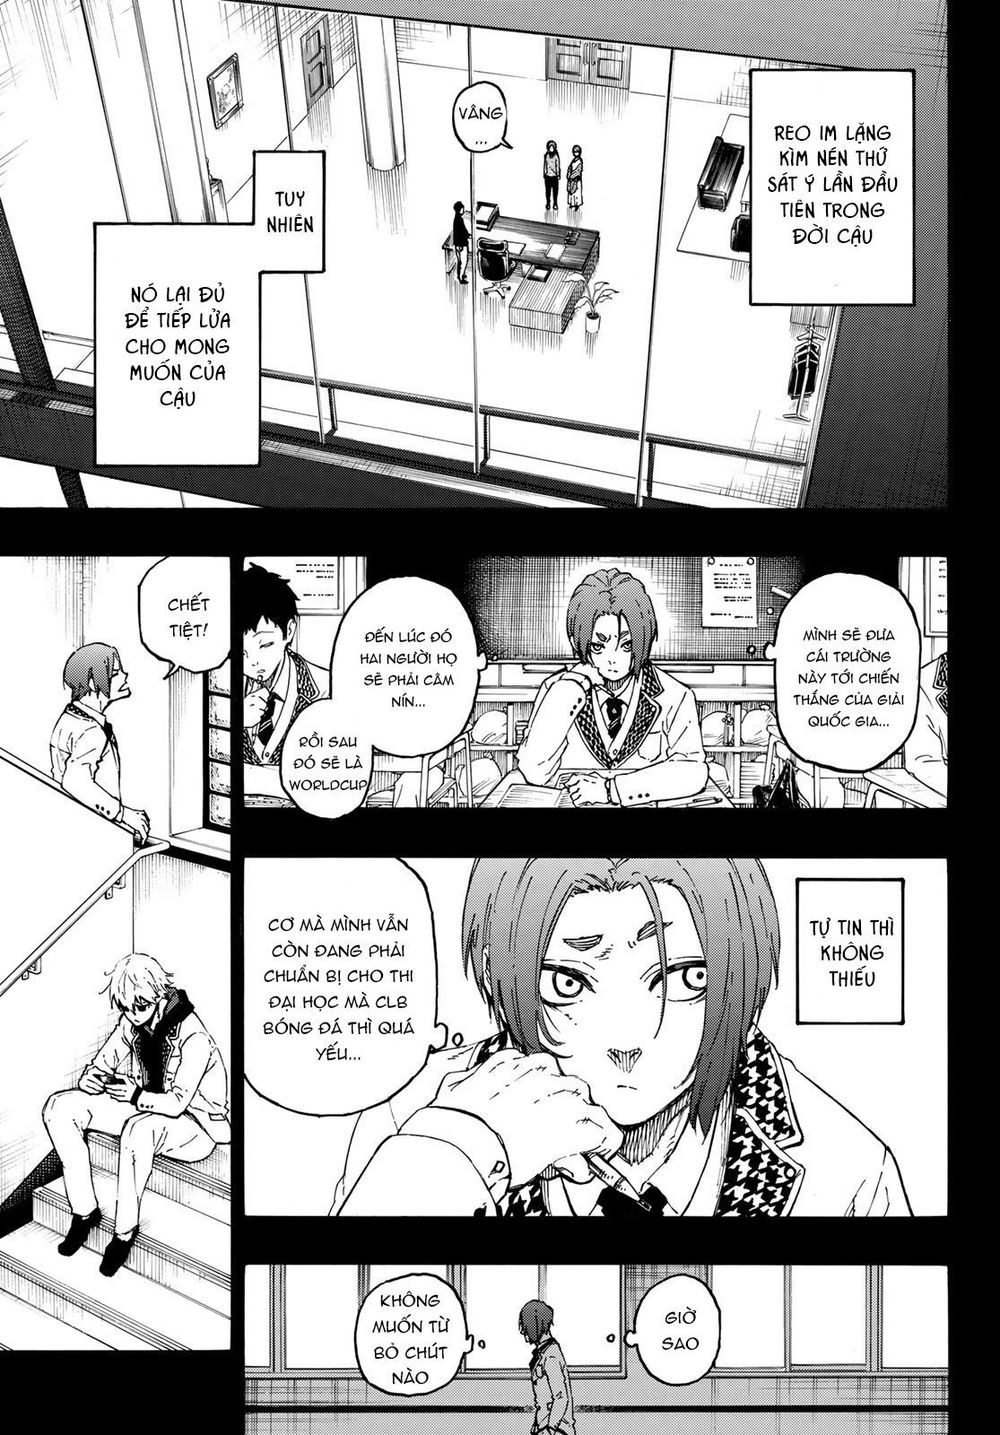 REO IM LẶNG
KÌM NÉN THỨ
SÁT Ý LẦN ĐẦU
TIÊN TRONG
ĐỜI CẬU
VÂNG
...
TUY
NHIÊN
NÓ LẠI ĐỦ
ĐỂ TIẾP LỬA
CHO MONG
MUỐN CỦA
CẬU
MÌNH SẼ ĐƯA
CÁI TRƯỜNG
NÀY TỚI CHIẾN
THẮNG CỦA GIẢI
QUỐC GIA...
ĐẾN LÚC ĐÓ
HAI NGƯỜI HỌ
SẼ PHẢI CÂM
NÍN...
RỒI SAU
ĐÓ SẼ LÀ
WORLDCUP
TỰ TIN THÌ
KHÔNG
THIẾU
CƠ MÀ MÌNH VẪN
CÒN ĐANG PHẢI
CHUẨN BỊ CHO THI
ĐẠI HỌC MÀ CLB
BÓNG ĐÁ THÌ QUÁ
YẾU...
GIỜ
SAO
KHÔNG
MUỐN TỪ
BỎ CHÚT
NÀO
CHẾT
TIỆT!